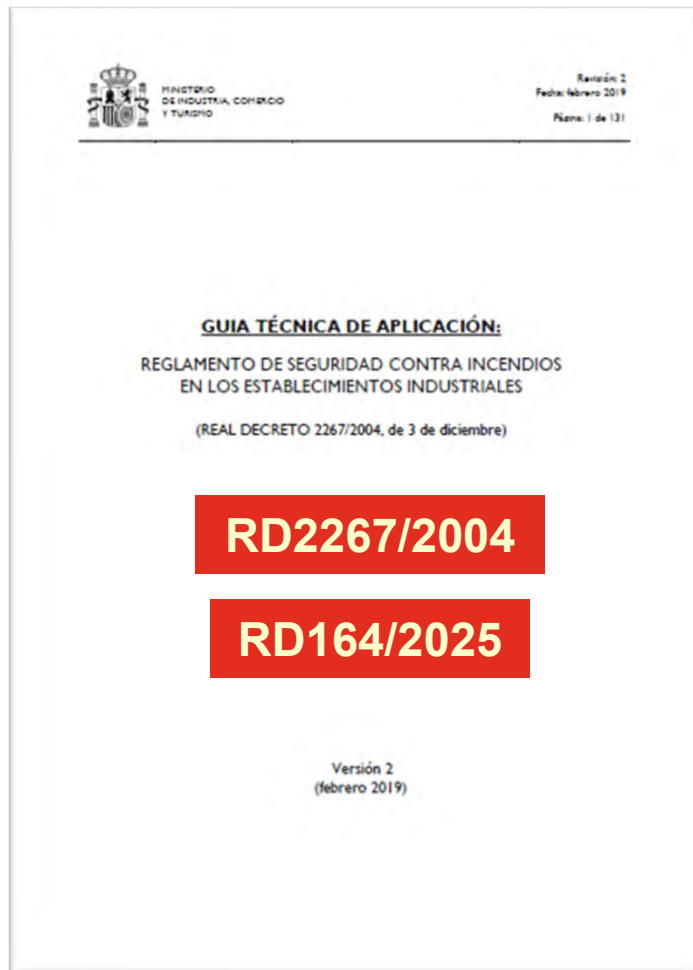 MINISTERIO
DE INDUSTRIA, COMERCIO
Y TURISMO
Revisión: 2
Fecha: febrero 2019
Página: 1 de 131
GUIA TÉCNICA DE APLICACIÓN:
REGLAMENTO DE SEGURIDAD CONTRA INCENDIOS
EN LOS ESTABLECIMIENTOS INDUSTRIALES
(REAL DECRETO 2267/2004, de 3 de diciembre)
RD2267/2004
RD164/2025
Versión 2
(febrero 2019)